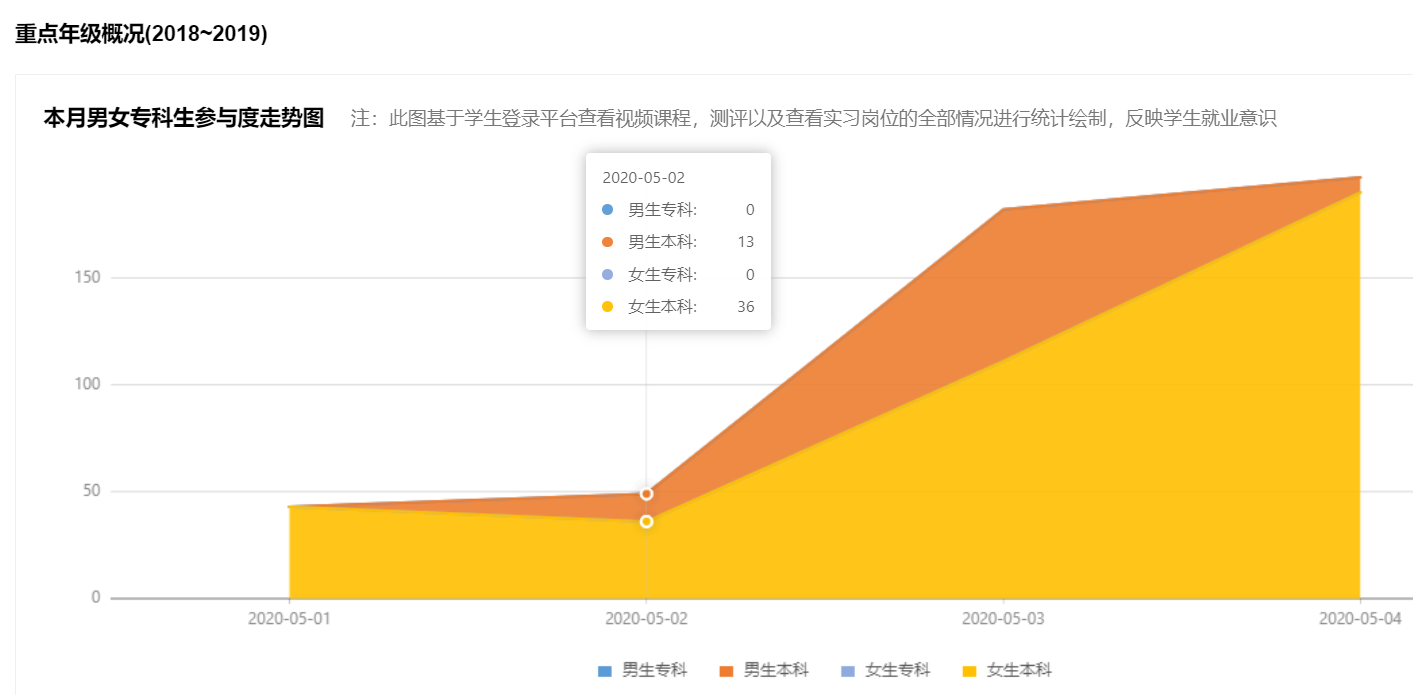 重点年级概况(2018~2019)
本月男女专科生参与度走势图 注：此图基于学生登录平台查看视频课程，测评以及查看实习岗位的全部情况进行统计绘制，反映学生就业意识
2020-05-02
男生专科: 0
男生本科: 13
女生专科: 0
女生本科: 36
150
100
50
0
2020-05-01 2020-05-02 2020-05-03 2020-05-04
男生专科 男生本科 女生专科 女生本科